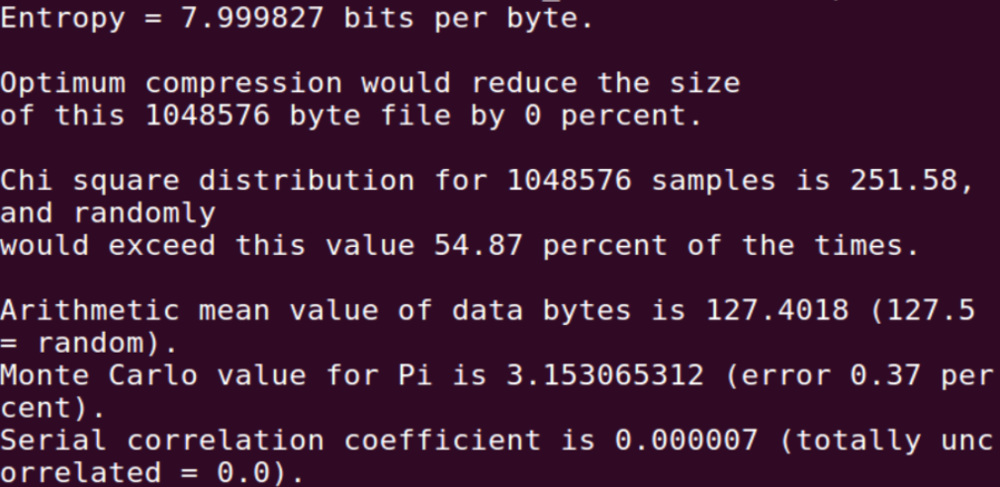 Entropy = 7.999827 bits per byte.
Optimum compression would reduce the size
of this 1048576 byte file by 0 percent.
Chi square distribution for 1048576 samples is 251.58,
and randomly
would exceed this value 54.87 percent of the times.
Arithmetic mean value of data bytes is 127.4018 (127.5
= random).
Monte Carlo value for Pi is 3.153065312 (error 0.37 per
cent).
Serial correlation coefficient is 0.000007 (totally unc
orrelated = 0.0).